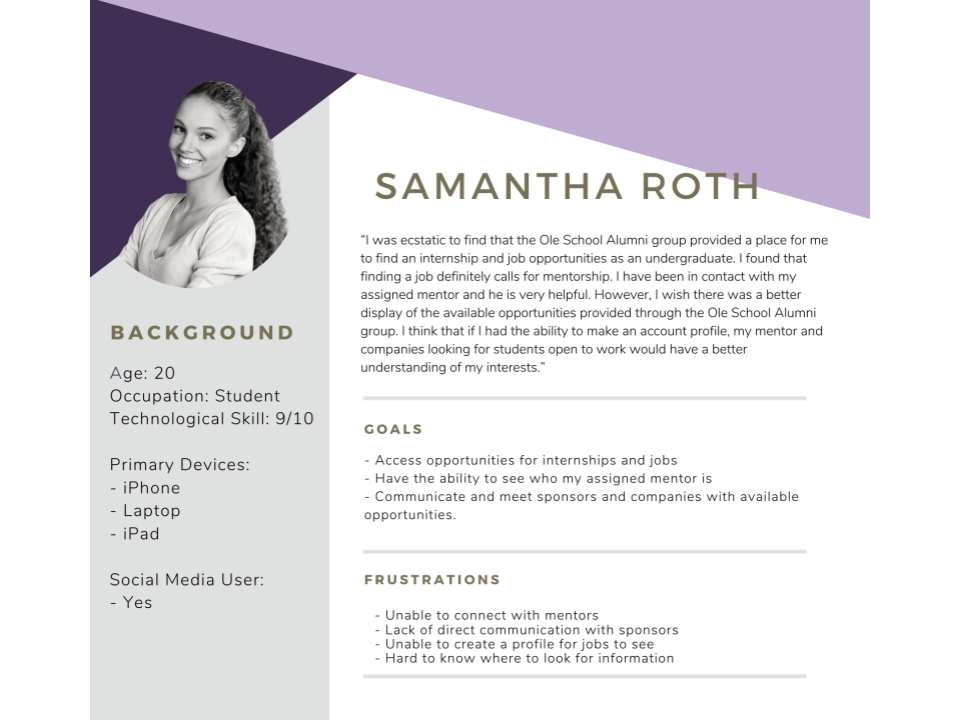 SAMANTHA ROTH
“I was ecstatic to find that the Ole School Alumni group provided a place for me
to find an internship and job opportunities as an undergraduate. I found that
finding a job definitely calls for mentorship. I have been in contact with my
assigned mentor and he is very helpful. However, I wish there was a better
display of the available opportunities provided through the Ole School Alumni
group. I think that if I had the ability to make an account profile, my mentor and
companies looking for students open to work would have a better
understanding of my interests.”
BACKGROUND
Age: 20
Occupation: Student
Technological Skill: 9/10
Primary Devices:
- iPhone
- Laptop
- iPad
Social Media User:
- Yes
GOALS
- Access opportunities for internships and jobs
- Have the ability to see who my assigned mentor is
- Communicate and meet sponsors and companies with available
opportunities.
FRUSTRATIONS
- Unable to connect with mentors
- Lack of direct communication with sponsors
- Unable to create a profile for jobs to see
- Hard to know where to look for information